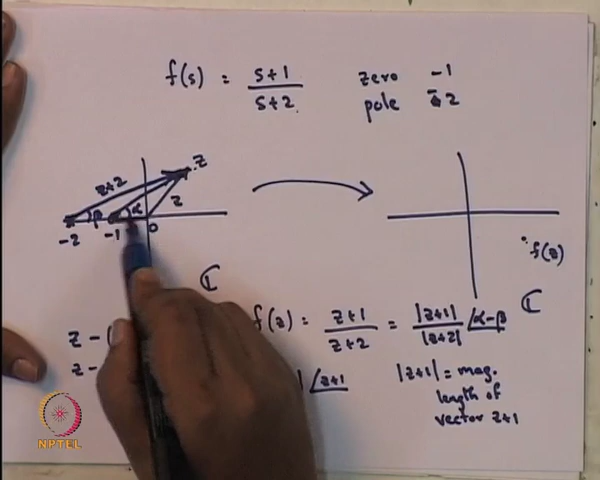 f(s) = s+1 / s+2
zero -1
pole -2
z+2
z
z
β
α
-2
-1
0
f(z)
ℂ
ℂ
f(z) = z+1 / z+2 = |z+1| / |z+2| ∠α-β
z -
z -
∠z+1
|z+1| = mag.
length of
vector z+1
NPTEL